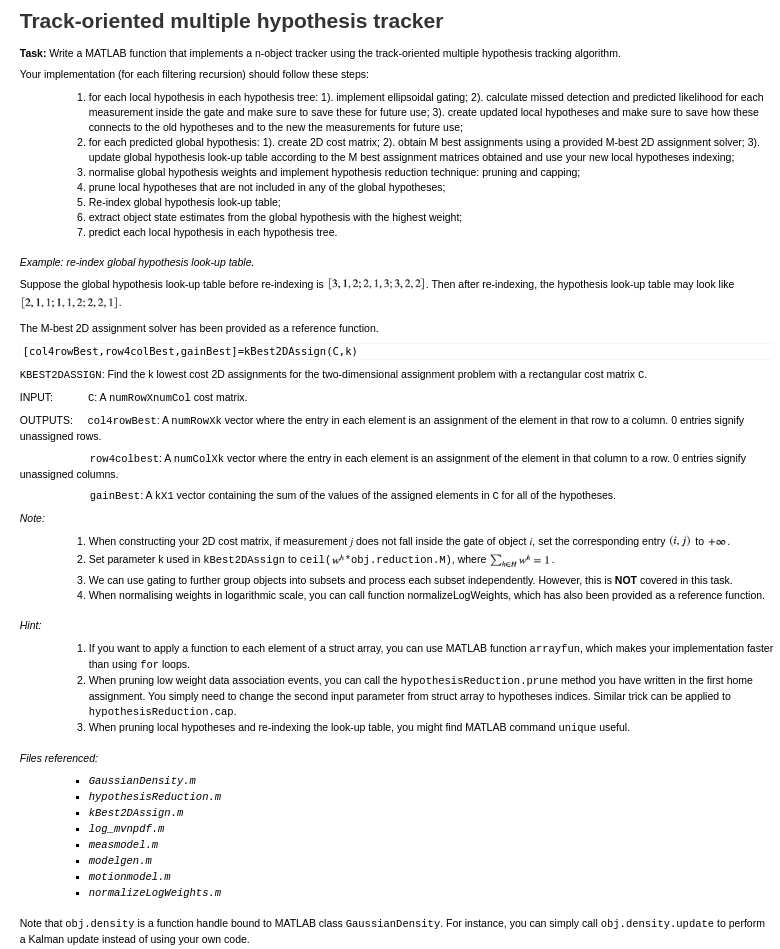 Track-oriented multiple hypothesis tracker
Task: Write a MATLAB function that implements a n-object tracker using the track-oriented multiple hypothesis tracking algorithm.
Your implementation (for each filtering recursion) should follow these steps:
1. for each local hypothesis in each hypothesis tree: 1). implement ellipsoidal gating; 2). calculate missed detection and predicted likelihood for each
measurement inside the gate and make sure to save these for future use; 3). create updated local hypotheses and make sure to save how these
connects to the old hypotheses and to the new the measurements for future use;
2. for each predicted global hypothesis: 1). create 2D cost matrix; 2). obtain M best assignments using a provided M-best 2D assignment solver; 3).
update global hypothesis look-up table according to the M best assignment matrices obtained and use your new local hypotheses indexing;
3. normalise global hypothesis weights and implement hypothesis reduction technique: pruning and capping;
4. prune local hypotheses that are not included in any of the global hypotheses;
5. Re-index global hypothesis look-up table;
6. extract object state estimates from the global hypothesis with the highest weight;
7. predict each local hypothesis in each hypothesis tree.
Example: re-index global hypothesis look-up table.
Suppose the global hypothesis look-up table before re-indexing is [3, 1, 2; 2, 1, 3; 3, 2, 2]. Then after re-indexing, the hypothesis look-up table may look like
[2, 1, 1; 1, 1, 2; 2, 2, 1].
The M-best 2D assignment solver has been provided as a reference function.
[col4rowBest,row4colBest,gainBest]=kBest2DAssign(C,k)
KBEST2DASSIGN: Find the k lowest cost 2D assignments for the two-dimensional assignment problem with a rectangular cost matrix C.
INPUT: C: A numRowXnumCol cost matrix.
OUTPUTS: col4rowBest: A numRowXk vector where the entry in each element is an assignment of the element in that row to a column. 0 entries signify
unassigned rows.
row4colbest: A numColXk vector where the entry in each element is an assignment of the element in that column to a row. 0 entries signify
unassigned columns.
gainBest: A kX1 vector containing the sum of the values of the assigned elements in C for all of the hypotheses.
Note:
1. When constructing your 2D cost matrix, if measurement j does not fall inside the gate of object i, set the corresponding entry (i, j) to +∞.
2. Set parameter k used in kBest2DAssign to ceil(w^h*obj.reduction.M), where ∑_{h∈H} w^h = 1.
3. We can use gating to further group objects into subsets and process each subset independently. However, this is NOT covered in this task.
4. When normalising weights in logarithmic scale, you can call function normalizeLogWeights, which has also been provided as a reference function.
Hint:
1. If you want to apply a function to each element of a struct array, you can use MATLAB function arrayfun, which makes your implementation faster
than using for loops.
2. When pruning low weight data association events, you can call the hypothesisReduction.prune method you have written in the first home
assignment. You simply need to change the second input parameter from struct array to hypotheses indices. Similar trick can be applied to
hypothesisReduction.cap.
3. When pruning local hypotheses and re-indexing the look-up table, you might find MATLAB command unique useful.
Files referenced:
▪ GaussianDensity.m
▪ hypothesisReduction.m
▪ kBest2DAssign.m
▪ log_mvnpdf.m
▪ measmodel.m
▪ modelgen.m
▪ motionmodel.m
▪ normalizeLogWeights.m
Note that obj.density is a function handle bound to MATLAB class GaussianDensity. For instance, you can simply call obj.density.update to perform
a Kalman update instead of using your own code.